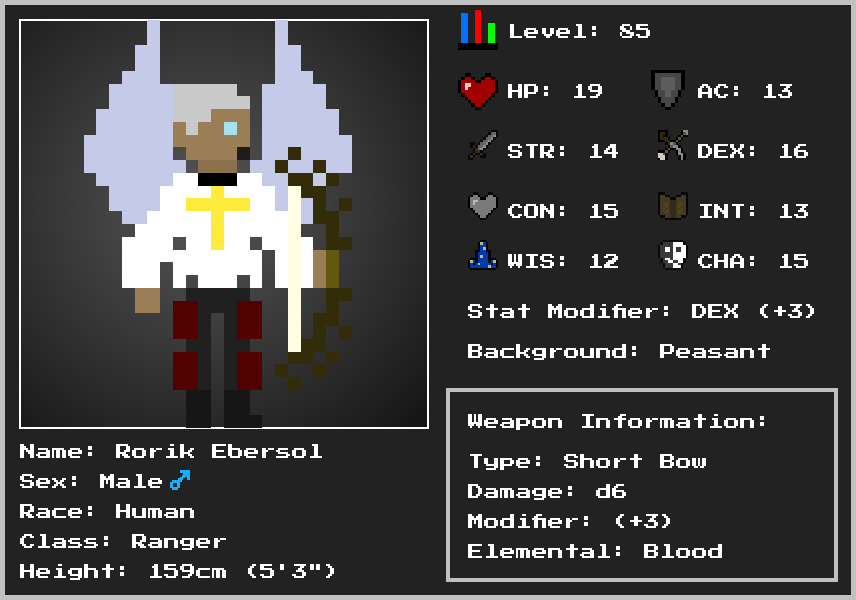 Level: 85
HP: 19 AC: 13
STR: 14 DEX: 16
CON: 15 INT: 13
WIS: 12 CHA: 15
Stat Modifier: DEX (+3)
Background: Peasant
Weapon Information:
Type: Short Bow
Damage: d6
Modifier: (+3)
Elemental: Blood
Name: Rorik Ebersol
Sex: Male♂
Race: Human
Class: Ranger
Height: 159cm (5'3")